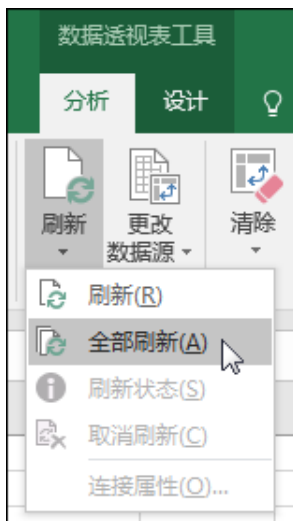 数据透视表工具
分析 设计
刷新 更改 清除
数据源
刷新(R)
全部刷新(A)
刷新状态(S)
取消刷新(C)
连接属性(O)...